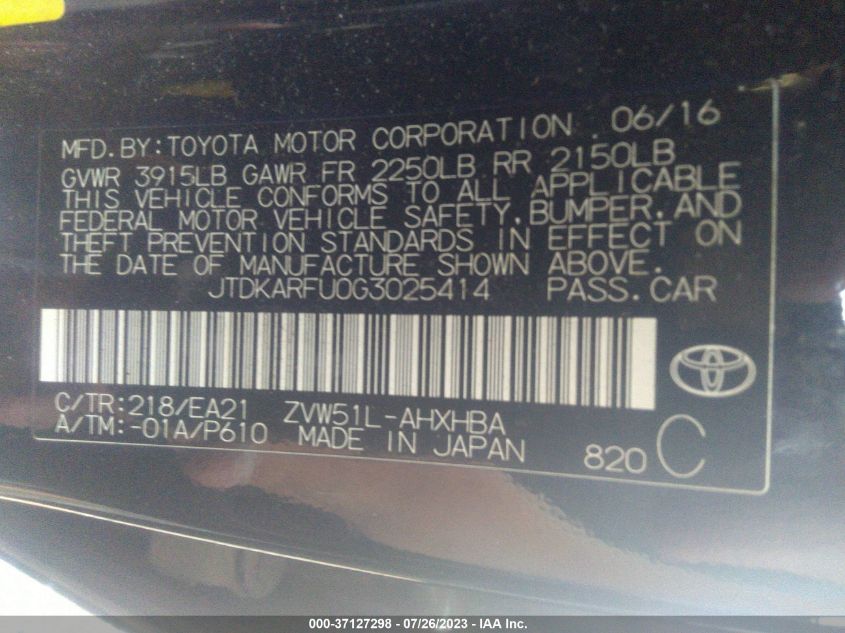 MFD.BY:TOYOTA MOTOR CORPORATION 06/16
GVWR 3915LB GAWR FR 2250LB RR 2150LB
THIS VEHICLE CONFORMS TO ALL APPLICABLE
FEDERAL MOTOR VEHICLE SAFETY,BUMPER,AND
THEFT PREVENTION STANDARDS IN EFFECT ON
THE DATE OF MANUFACTURE SHOWN ABOVE.
JTDKARFU0G3025414 PASS.CAR
C/TR:218/EA21 ZVW51L-AHXHBA
A/TM:-01A/P610 MADE IN JAPAN 820 C
000-37127298 - 07/26/2023 - IAA Inc.